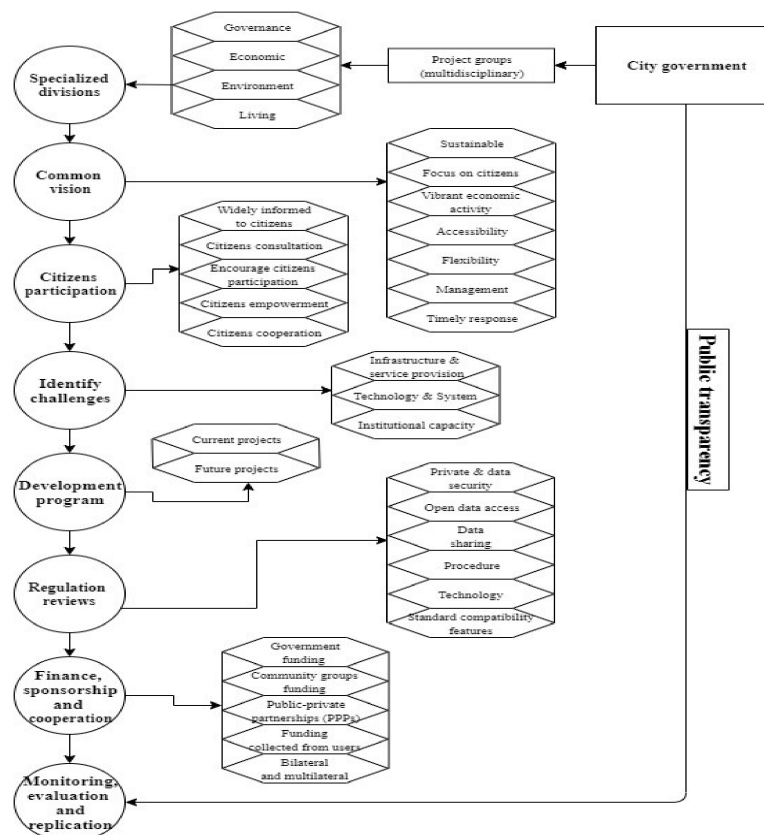 City government
Project groups
(multidisciplinary)
Governance
Economic
Environment
Living
Specialized
divisions
Common
vision
Sustainable
Focus on citizens
Vibrant economic
activity
Accessibility
Flexibility
Management
Timely response
Citizens
participation
Widely informed
to citizens
Citizens consultation
Encourage citizens
participation
Citizens empowerment
Citizens cooperation
Identify
challenges
Infrastructure &
service provision
Technology & System
Institutional capacity
Development
program
Current projects
Future projects
Regulation
reviews
Private & data
security
Open data access
Data
sharing
Procedure
Technology
Standard compatibility
features
Finance,
sponsorship
and
cooperation
Government
funding
Community groups
funding
Public-private
partnerships (PPPs)
Funding
collected from users
Bilateral
and multilateral
Monitoring,
evaluation
and
replication
Public transparency